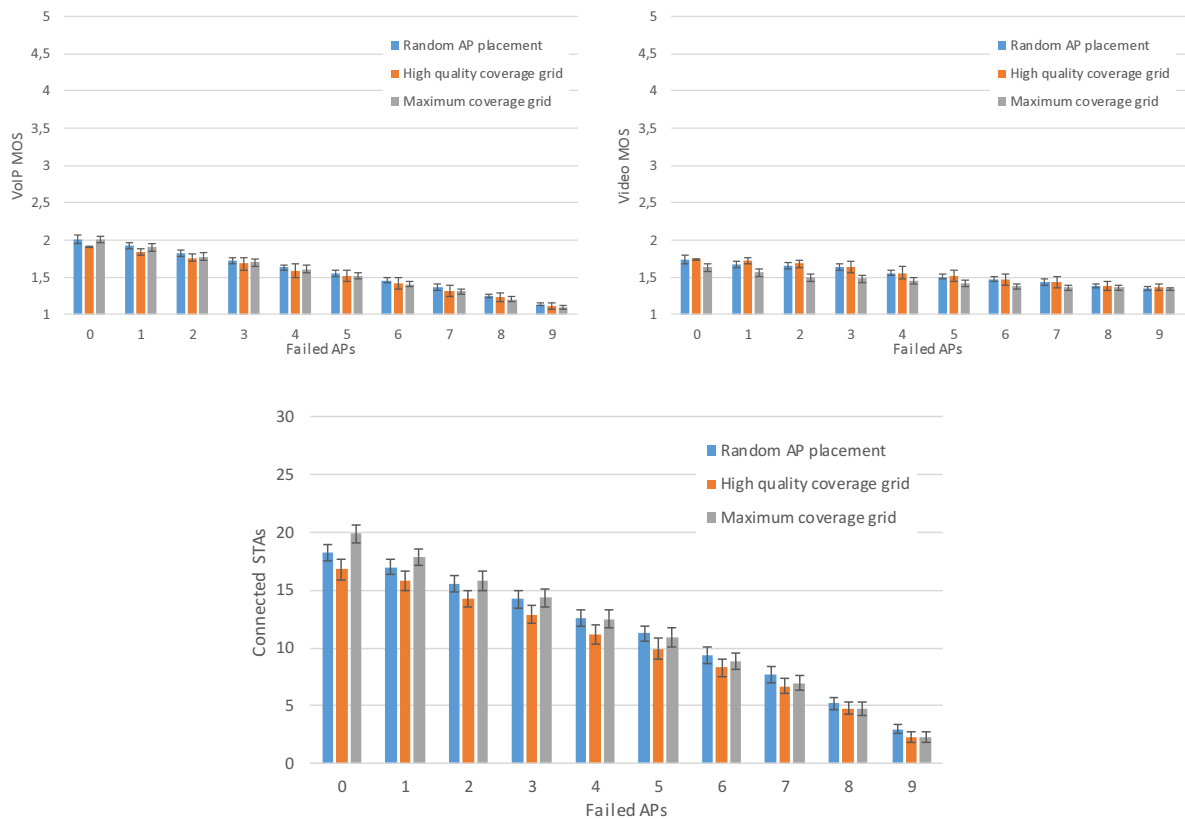 5
4,5
4
3,5
3
2,5
2
1,5
1
VoIP MOS
Random AP placement
High quality coverage grid
Maximum coverage grid
0 1 2 3 4 5 6 7 8 9
Failed APs
5
4,5
4
3,5
3
2,5
2
1,5
1
Video MOS
Random AP placement
High quality coverage grid
Maximum coverage grid
0 1 2 3 4 5 6 7 8 9
Failed APs
30
25
20
15
10
5
0
Connected STAs
Random AP placement
High quality coverage grid
Maximum coverage grid
0 1 2 3 4 5 6 7 8 9
Failed APs